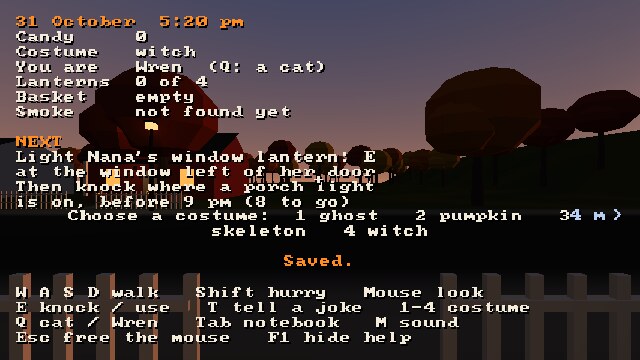 31 October  5:20 pm
Candy     0
Costume   witch
You are   Wren  (Q: a cat)
Lanterns  0 of 4
Basket    empty
Smoke     not found yet
NEXT
Light Nana's window lantern: E
at the window left of her door
Then knock where a porch light
is on, before 9 pm (8 to go)
Choose a costume:  1 ghost   2 pumpkin   3
4 m )
skeleton   4 witch
Saved.
W A S D walk   Shift hurry   Mouse look
E knock / use   T tell a joke   1-4 costume
Q cat / Wren   Tab notebook   M sound
Esc free the mouse   F1 hide help